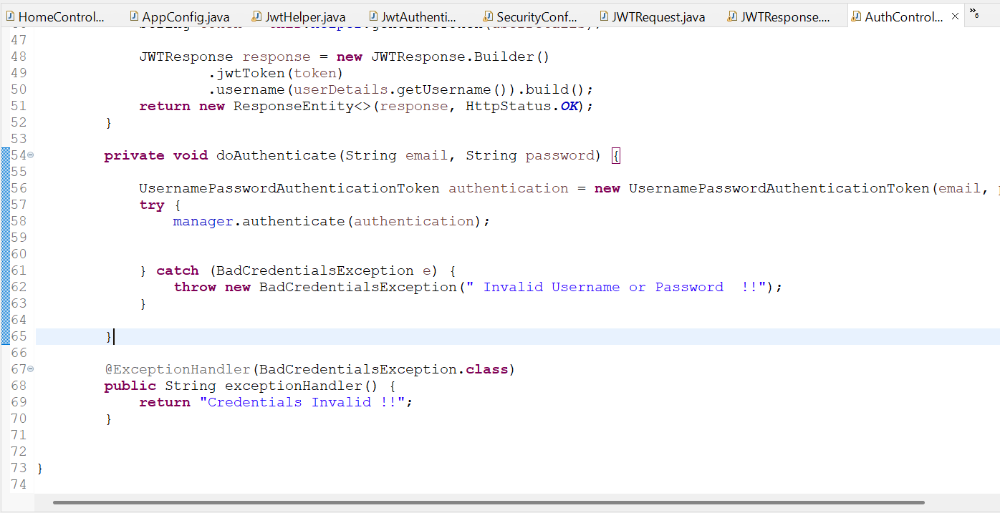 HomeControl... AppConfig.java JwtHelper.java JwtAuthenti... SecurityConf... JWTRequest.java JWTResponse.... AuthControl... × »6
47
48 JWTResponse response = new JWTResponse.Builder()
49 .jwtToken(token)
50 .username(userDetails.getUsername()).build();
51 return new ResponseEntity<>(response, HttpStatus.OK);
52 }
53
54 private void doAuthenticate(String email, String password) {
55
56 UsernamePasswordAuthenticationToken authentication = new UsernamePasswordAuthenticationToken(email,
57 try {
58 manager.authenticate(authentication);
59
60
61 } catch (BadCredentialsException e) {
62 throw new BadCredentialsException(" Invalid Username or Password  !!");
63 }
64
65 }
66
67 @ExceptionHandler(BadCredentialsException.class)
68 public String exceptionHandler() {
69 return "Credentials Invalid !!";
70 }
71
72
73 }
74